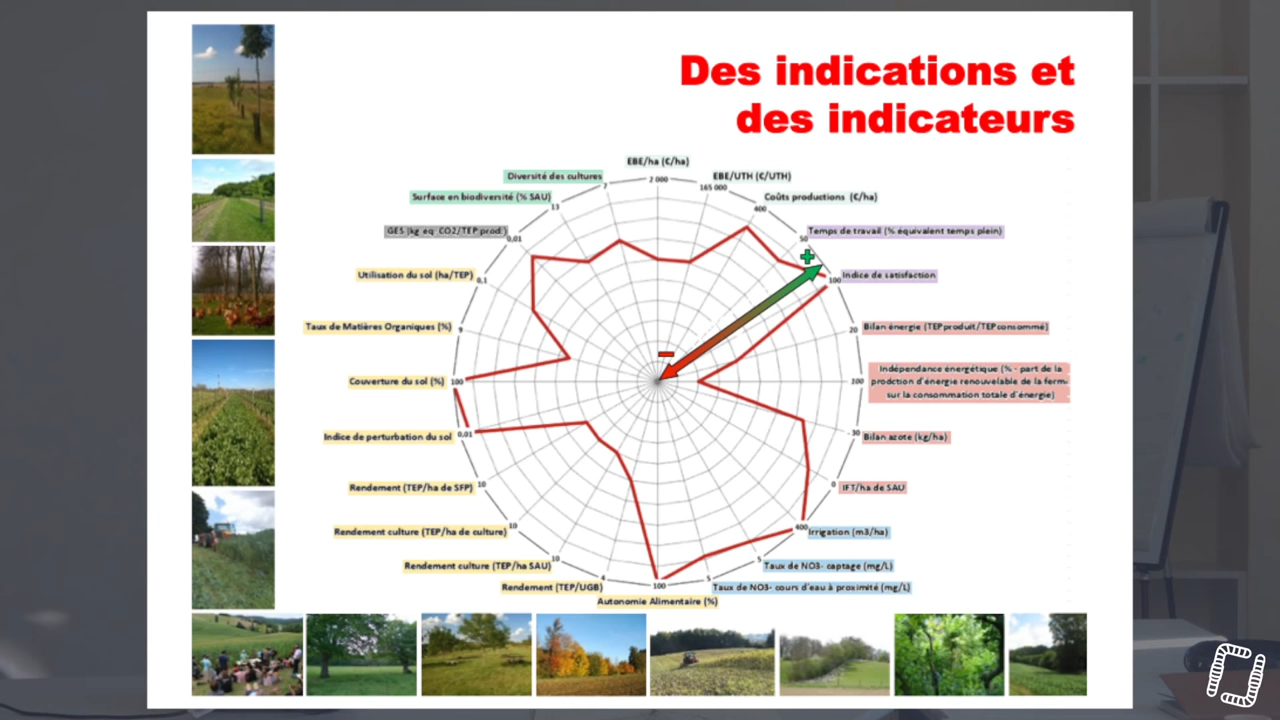 Des indications et
des indicateurs
EBE/ha (€/ha)
2 000
EBE/UTH (€/UTH)
165 000
Coûts productions (€/ha)
400
Temps de travail (% équivalent temps plein)
50
Indice de satisfaction
100
Bilan énergie (TEPproduit/TEPconsommé)
20
Indépendance énergétique (% - part de la
prodction d'énergie renouvelable de la ferme
sur la consommation totale d'énergie)
200
Bilan azote (kg/ha)
-30
IFT/ha de SAU
0
Irrigation (m3/ha)
400
Taux de NO3- captage (mg/L)
5
Taux de NO3- cours d'eau à proximité (mg/L)
5
Autonomie Alimentaire (%)
100
Rendement (TEP/UGB)
4
Rendement culture (TEP/ha SAU)
10
Rendement culture (TEP/ha de culture)
10
Rendement (TEP/ha de SFP)
10
Indice de perturbation du sol
0,01
Couverture du sol (%)
100
Taux de Matières Organiques (%)
9
Utilisation du sol (ha/TEP)
0,1
GES (kg eq. CO2/TEP prod.)
0,01
Surface en biodiversité (% SAU)
13
Diversité des cultures
7